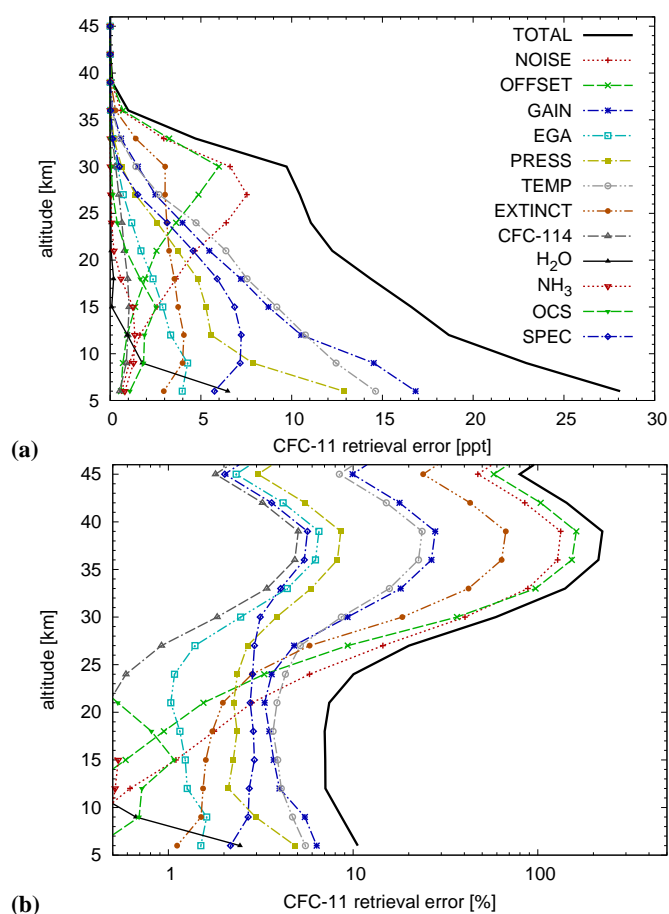 45
40
35
30
25
20
15
10
5
altitude [km]
TOTAL
NOISE
OFFSET
GAIN
EGA
PRESS
TEMP
EXTINCT
CFC-114
H2O
NH3
OCS
SPEC
0 5 10 15 20 25 30
CFC-11 retrieval error [ppt]
(a)
45
40
35
30
25
20
15
10
5
altitude [km]
1 10 100
CFC-11 retrieval error [%]
(b)